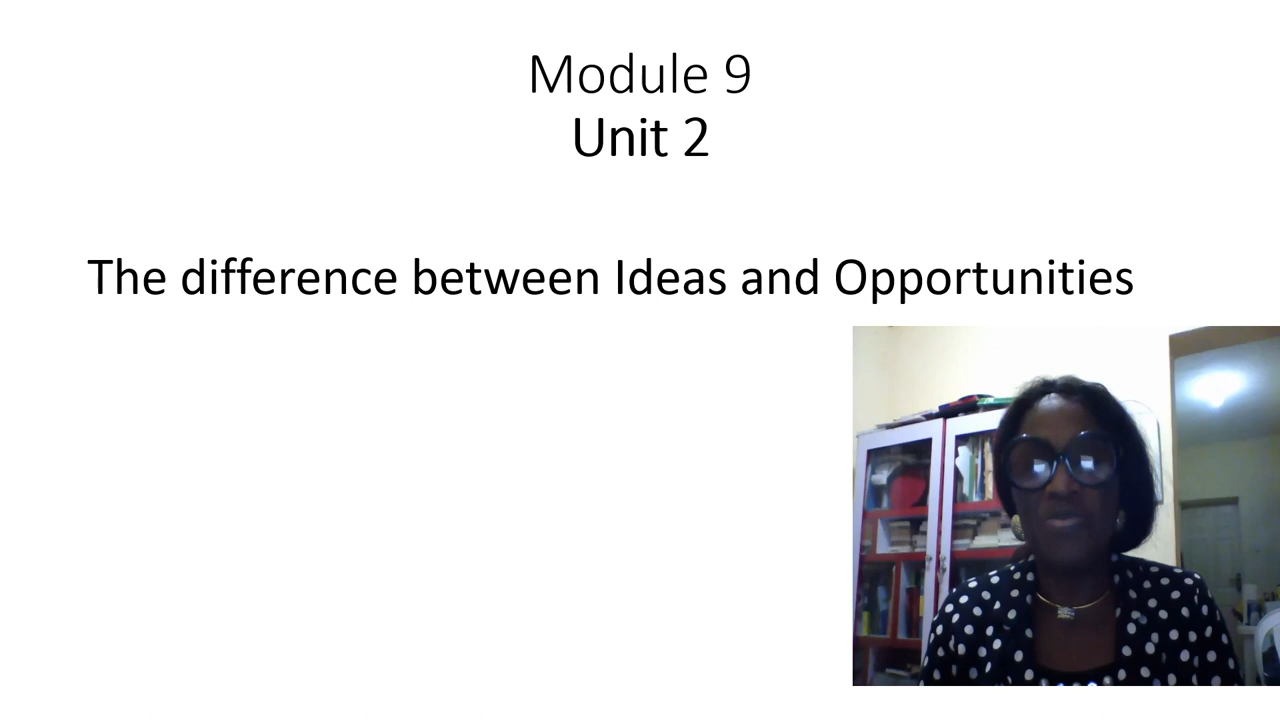 Module 9
Unit 2
The difference between Ideas and Opportunities